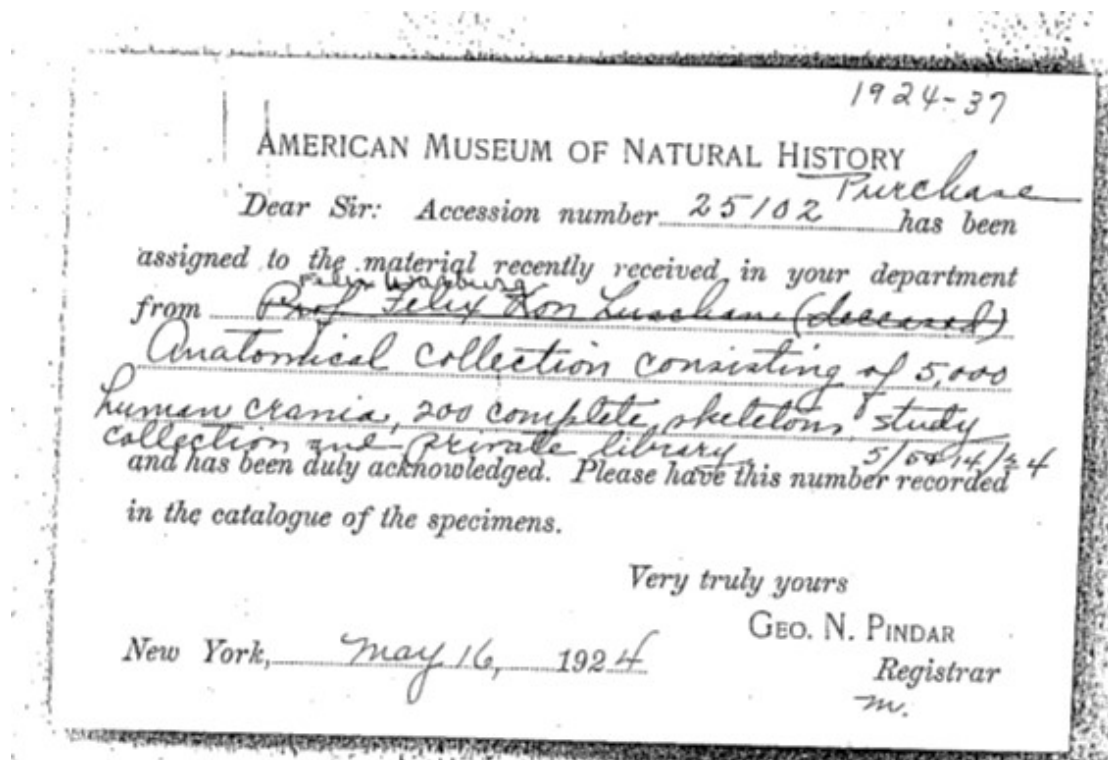 1924-37
AMERICAN MUSEUM OF NATURAL HISTORY
Purchase
Dear Sir: Accession number 25102 has been
assigned to the material recently received in your department
Felix Warburg
from Prof. Felix Von Luschan (deceased)
Anatomical collection consisting of 5,000
human crania, 200 complete skeletons, study
collection and private library.
and has been duly acknowledged. Please have this number recorded
in the catalogue of the specimens.
Very truly yours
GEO. N. PINDAR
New York, May 16, 1924
Registrar
m.